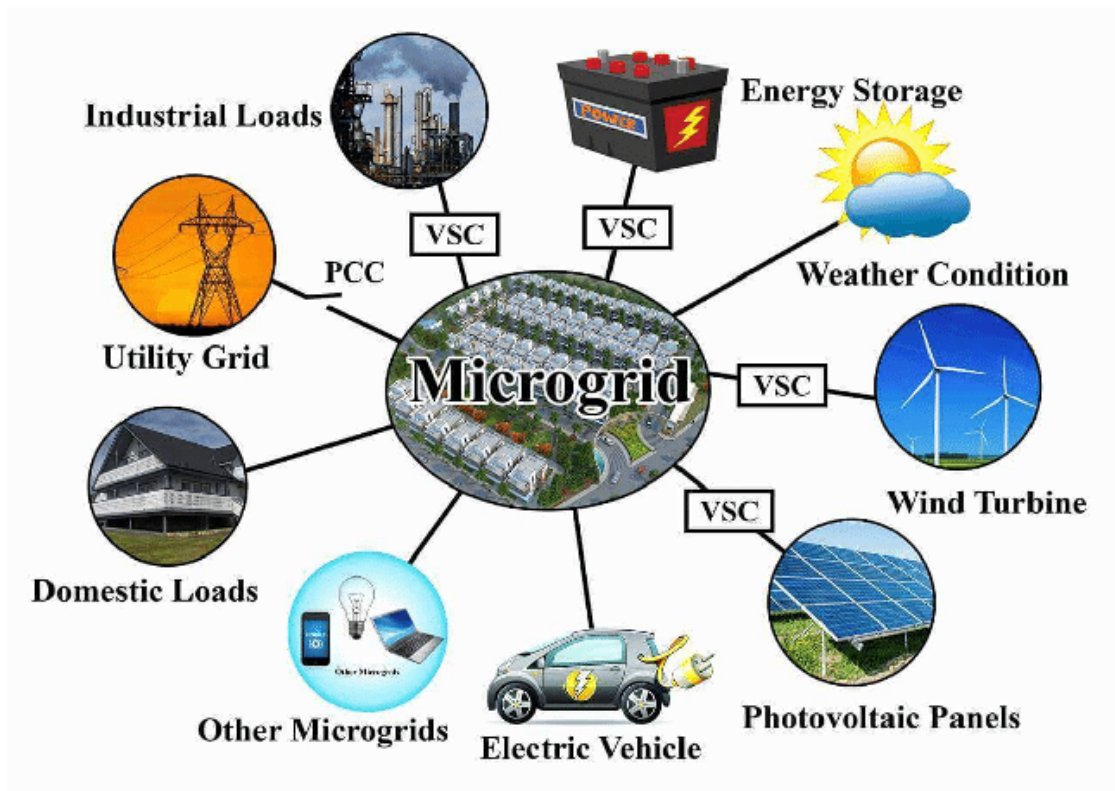 Industrial Loads
POWER
Energy Storage
VSC
VSC
Weather Condition
PCC
Utility Grid
Microgrid
VSC
Wind Turbine
VSC
Domestic Loads
Other Microgrids
Other Microgrids
Electric Vehicle
Photovoltaic Panels